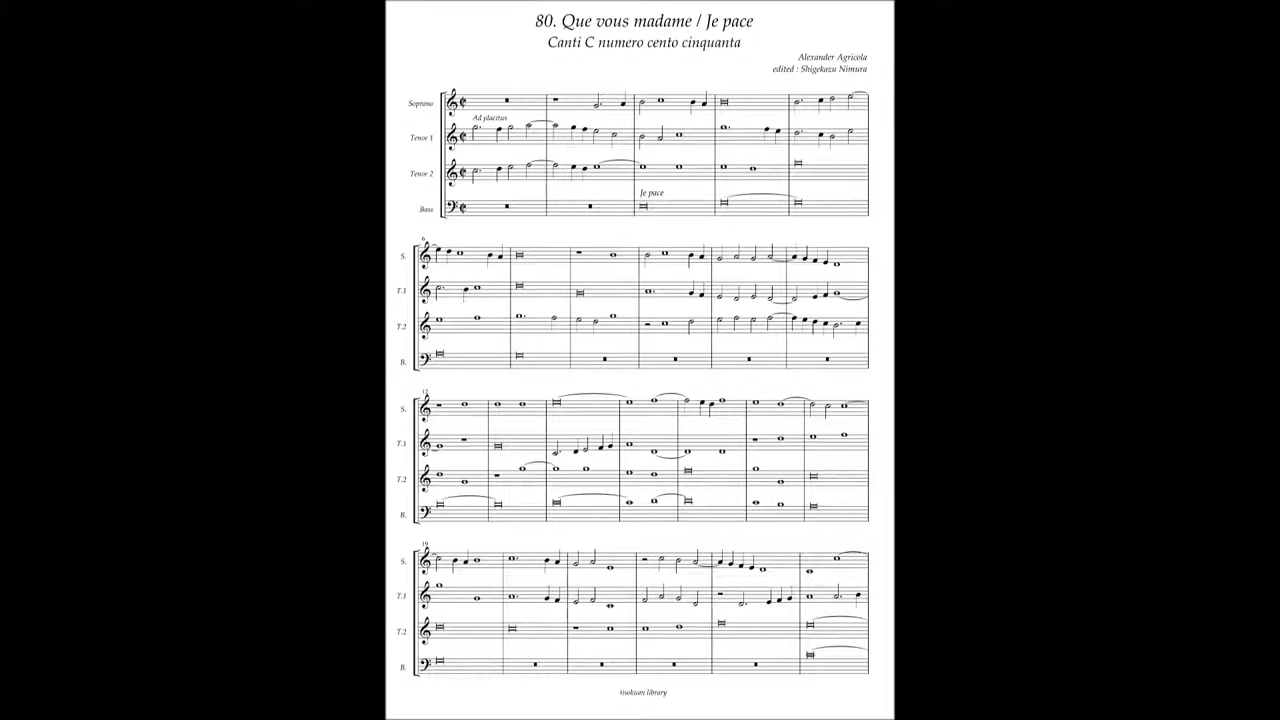 80. Que vous madame / Je pace
Canti C numero cento cinquanta
Alexander Agricola
edited : Shigekazu Nimura
Soprano
Ad placitus
Tenor 1
Tenor 2
Je pace
Bass
6
S.
T.1
T.2
B.
12
S.
T.1
T.2
B.
19
S.
T.1
T.2
B.
tisokuan library